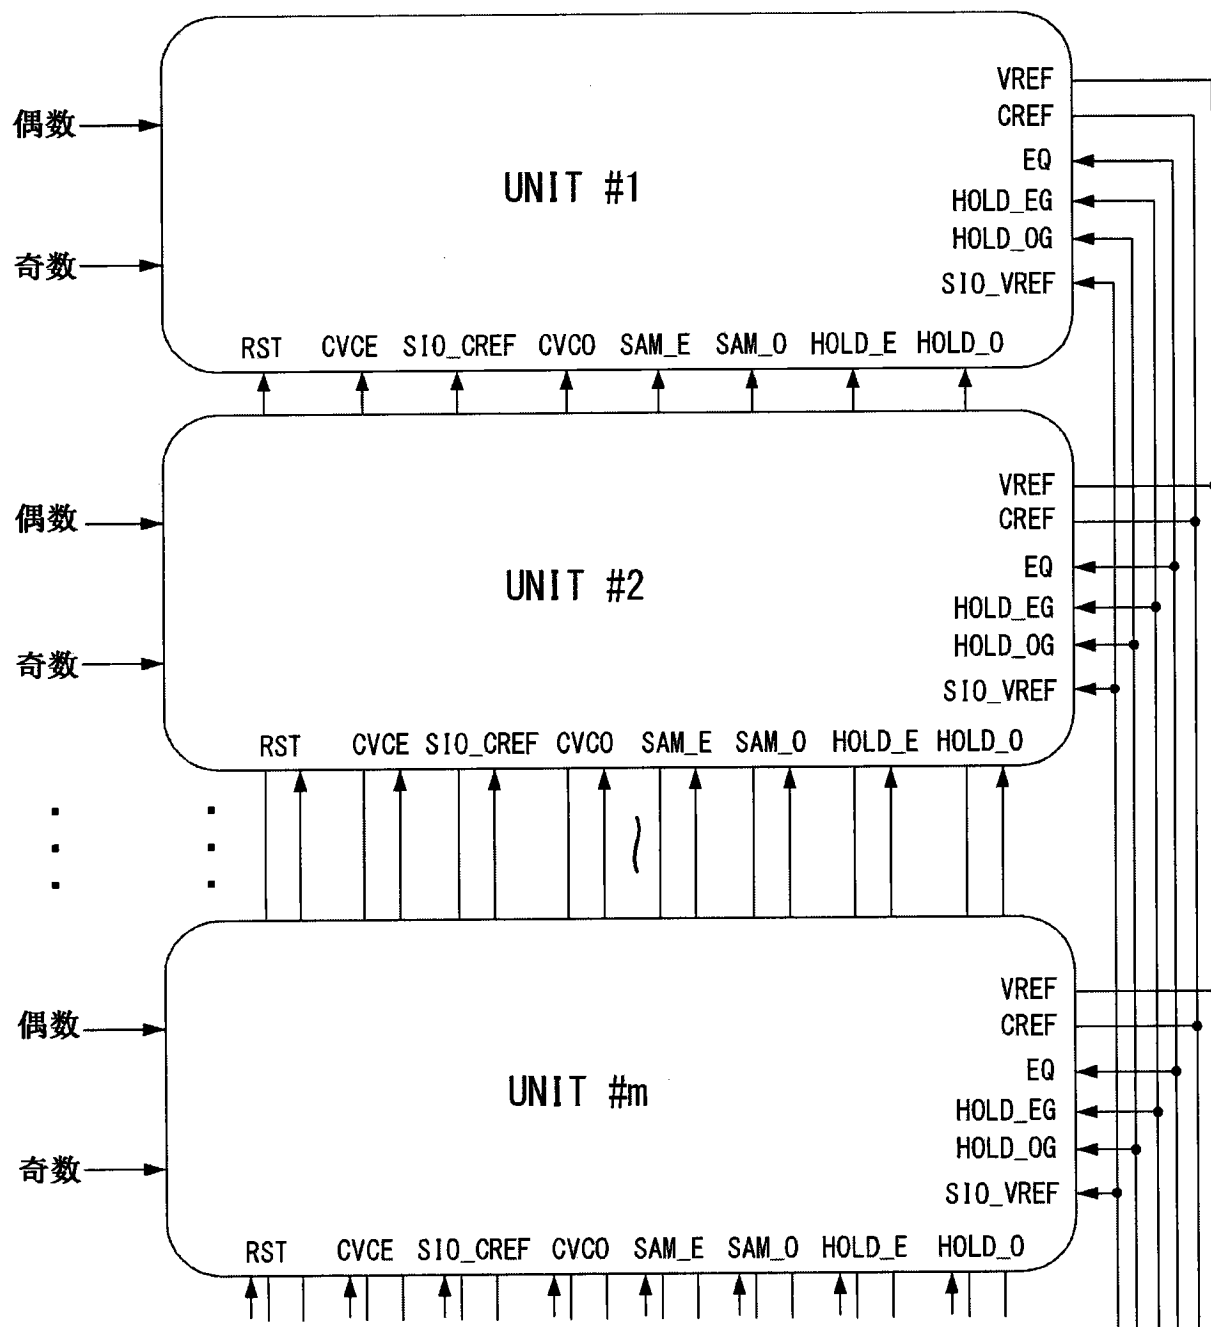 VREF
CREF
偶数
EQ
UNIT #1
HOLD_EG
HOLD_OG
奇数
SIO_VREF
RST CVCE SIO_CREF CVCO SAM_E SAM_O HOLD_E HOLD_O
VREF
偶数
CREF
EQ
UNIT #2
HOLD_EG
HOLD_OG
奇数
SIO_VREF
RST CVCE SIO_CREF CVCO SAM_E SAM_O HOLD_E HOLD_O
VREF
偶数
CREF
EQ
UNIT #m
HOLD_EG
HOLD_OG
奇数
SIO_VREF
RST CVCE SIO_CREF CVCO SAM_E SAM_O HOLD_E HOLD_O